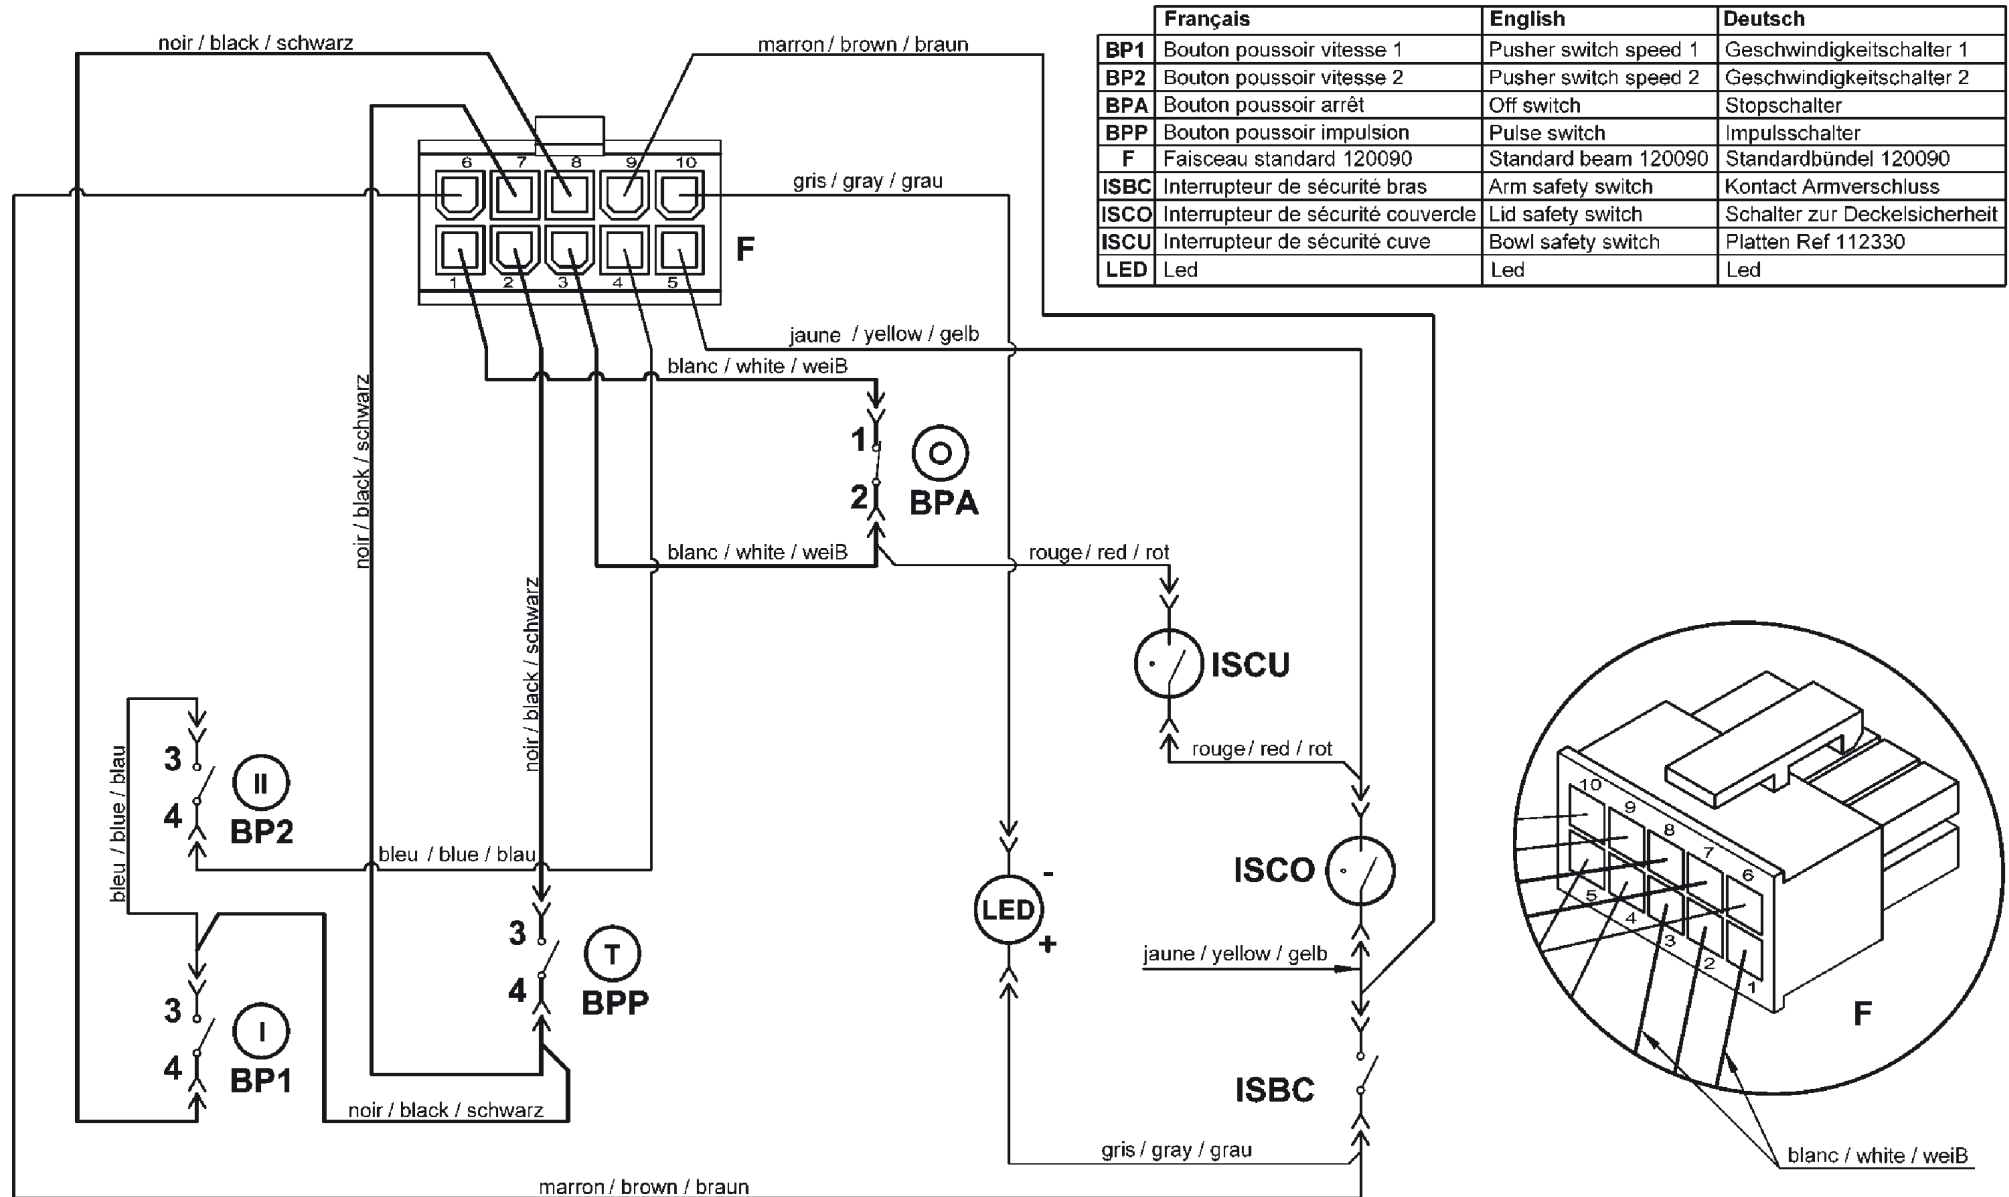 Français English Deutsch
BP1 Bouton poussoir vitesse 1 Pusher switch speed 1 Geschwindigkeitschalter 1
BP2 Bouton poussoir vitesse 2 Pusher switch speed 2 Geschwindigkeitschalter 2
BPA Bouton poussoir arrêt Off switch Stopschalter
BPP Bouton poussoir impulsion Pulse switch Impulsschalter
F Faisceau standard 120090 Standard beam 120090 Standardbündel 120090
ISBC Interrupteur de sécurité bras Arm safety switch Kontact Armverschluss
ISCO Interrupteur de sécurité couvercle Lid safety switch Schalter zur Deckelsicherheit
ISCU Interrupteur de sécurité cuve Bowl safety switch Platten Ref 112330
LED Led Led Led
noir / black / schwarz
marron / brown / braun
6 7 8 9 10
gris / gray / grau
F
1 2 3 4 5
jaune / yellow / gelb
blanc / white / weiB
noir / black / schwarz
1
O
2
BPA
blanc / white / weiB
rouge / red / rot
noir / black / schwarz
ISCU
rouge / red / rot
bleu / blue / blau
3
II
4
BP2
bleu / blue / blau
ISCO
-
LED
+
3
T
4
BPP
jaune / yellow / gelb
3
I
4
BP1
ISBC
noir / black / schwarz
gris / gray / grau
marron / brown / braun
10
9
8
7
6
5
4
3
2
1
F
blanc / white / weiB